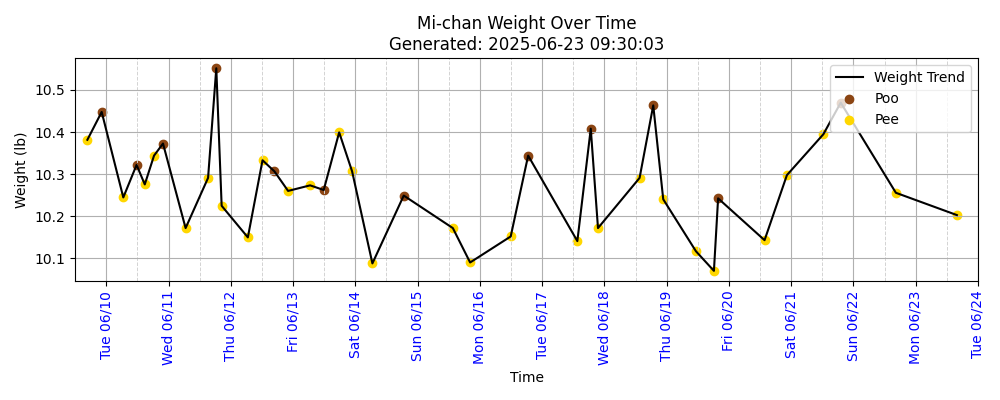 Mi-chan Weight Over Time
Generated: 2025-06-23 09:30:03
Weight (lb)
10.5
10.4
10.3
10.2
10.1
Weight Trend
Poo
Pee
Tue 06/10
Wed 06/11
Thu 06/12
Fri 06/13
Sat 06/14
Sun 06/15
Mon 06/16
Tue 06/17
Wed 06/18
Thu 06/19
Fri 06/20
Sat 06/21
Sun 06/22
Mon 06/23
Tue 06/24
Time